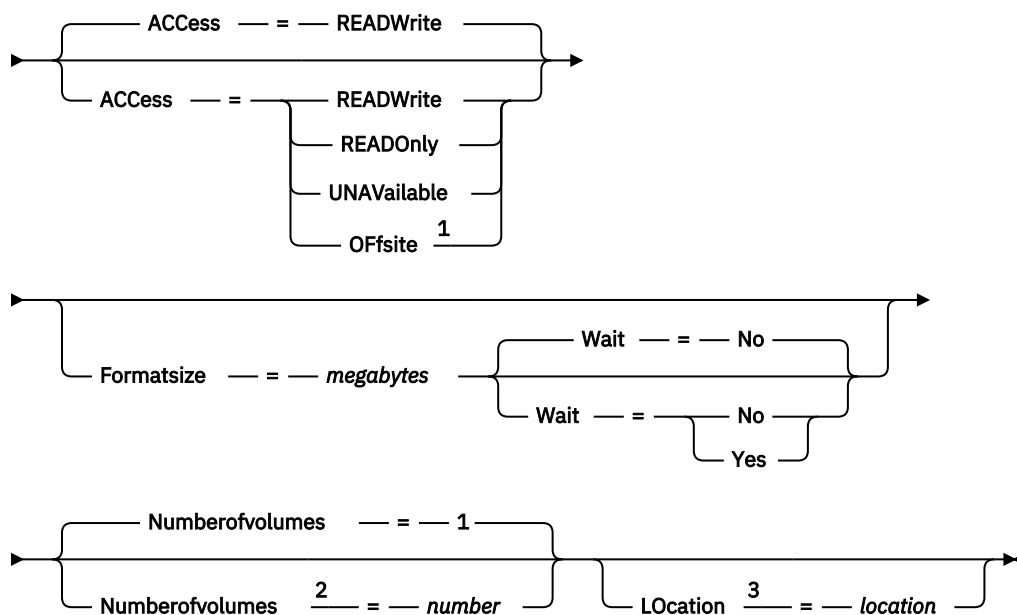 ACCess = READWrite
ACCess = READWrite
READOnly
UNAVailable
OFfsite 1
Wait = No
Formatsize = megabytes
Wait = No
Yes
Numberofvolumes = 1
Numberofvolumes 2 = number LOcation 3 = location